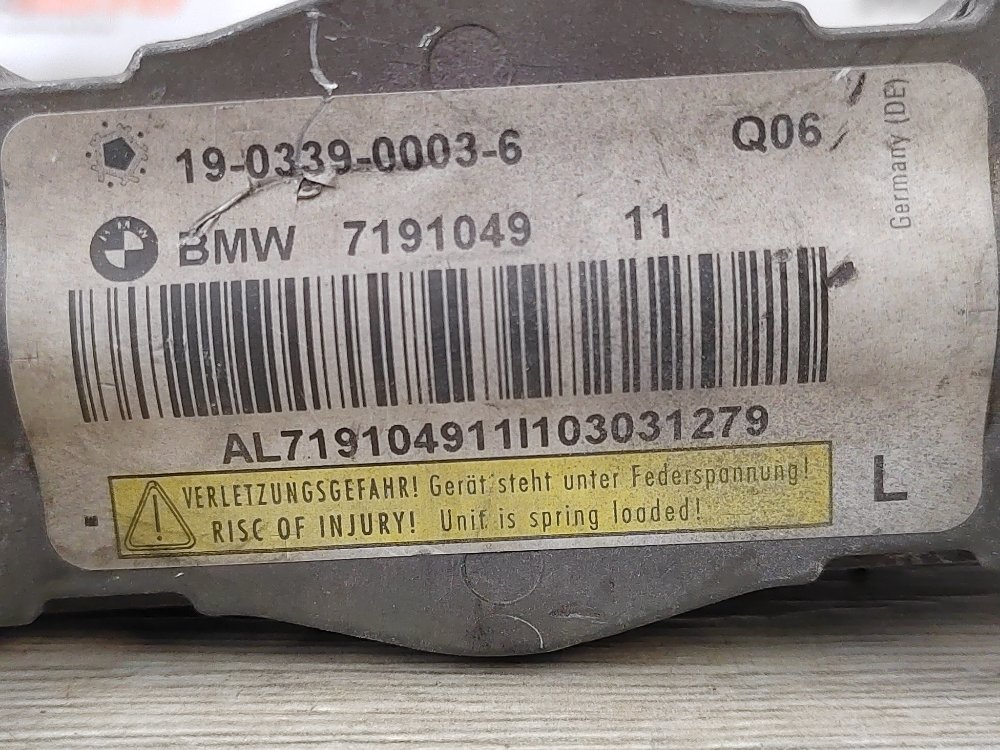 19-0339-0003-6 Q06
Germany (DE)
BMW 7191049 11
AL719104911I103031279
VERLETZUNGSGEFAHR! Gerät steht unter Federspannung!
RISC OF INJURY! Unit is spring loaded!
L